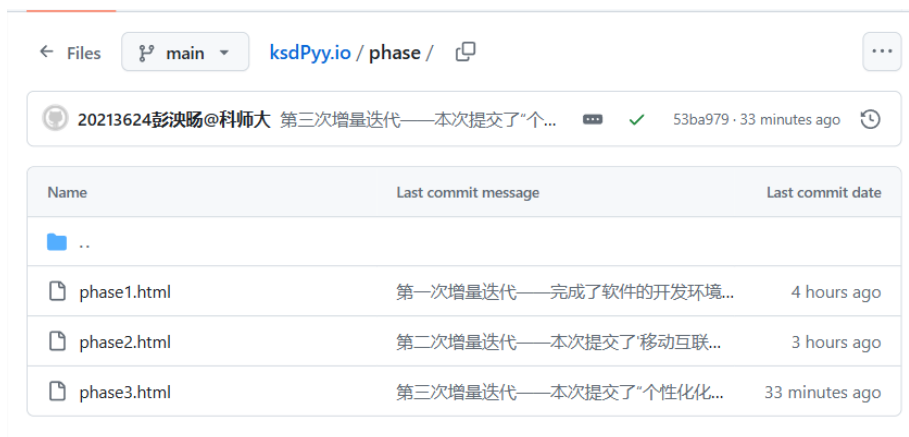 Files main ksdPyy.io / phase /
20213624彭泱旸@科师大 第三次增量迭代——本次提交了“个... 53ba979 · 33 minutes ago
Name Last commit message Last commit date
..
phase1.html 第一次增量迭代——完成了软件的开发环境... 4 hours ago
phase2.html 第二次增量迭代——本次提交了‘移动互联... 3 hours ago
phase3.html 第三次增量迭代——本次提交了“个性化化... 33 minutes ago